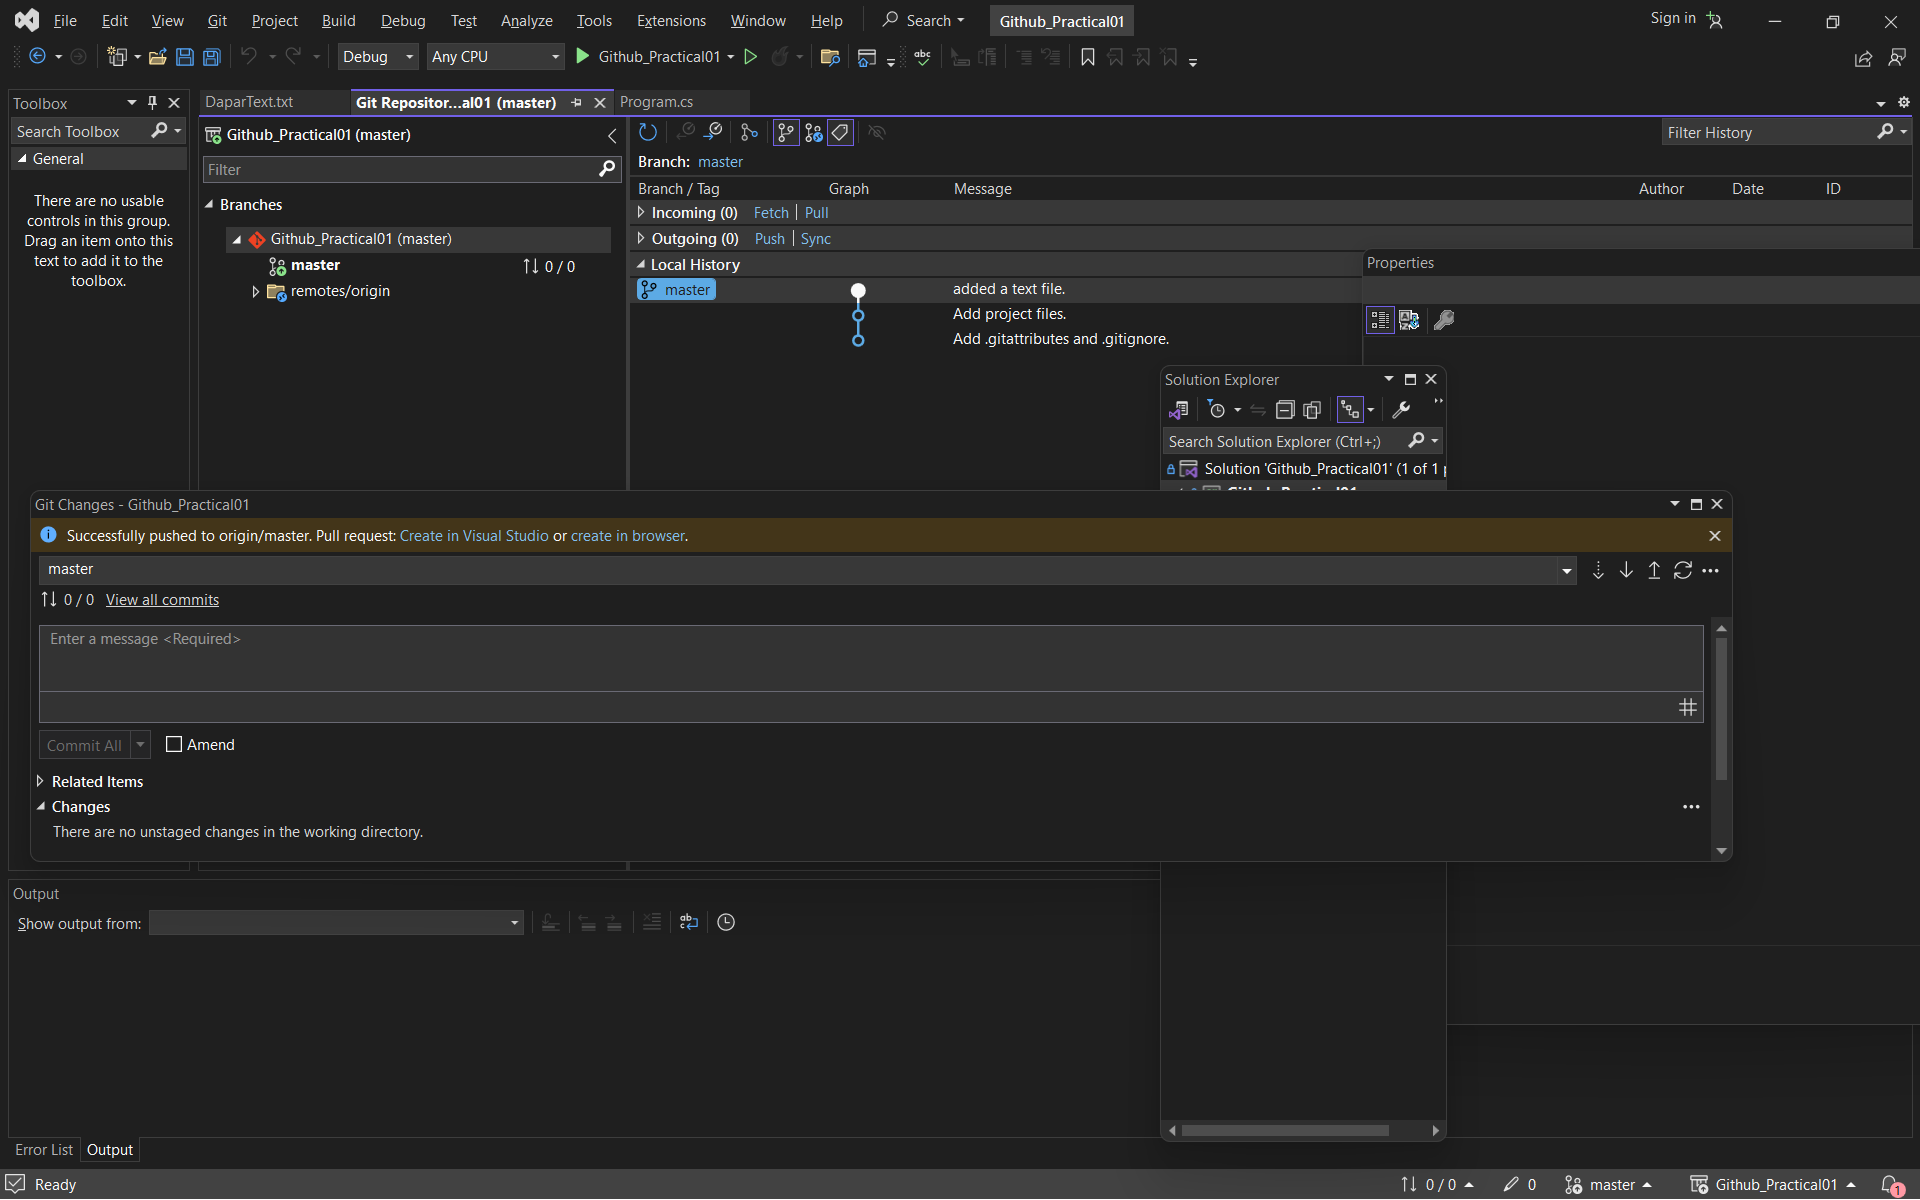 File Edit View Git Project Build Debug Test Analyze Tools Extensions Window Help Search Github_Practical01 Sign in
Debug Any CPU Github_Practical01
Toolbox
Search Toolbox
General
There are no usable
controls in this group.
Drag an item onto this
text to add it to the
toolbox.
DaparText.txt Git Repositor...al01 (master) Program.cs
Github_Practical01 (master)
Filter
Branches
Github_Practical01 (master)
master 0 / 0
remotes/origin
Filter History
Branch: master
Branch / Tag Graph Message Author Date ID
Incoming (0) Fetch Pull
Outgoing (0) Push Sync
Local History
master added a text file.
Add project files.
Add .gitattributes and .gitignore.
Properties
Solution Explorer
Search Solution Explorer (Ctrl+;)
Solution 'Github_Practical01' (1 of 1
Git Changes - Github_Practical01
Successfully pushed to origin/master. Pull request: Create in Visual Studio or create in browser.
master
0 / 0 View all commits
Enter a message <Required>
Commit All Amend
Related Items
Changes
There are no unstaged changes in the working directory.
Output
Show output from:
Error List Output
Ready 0 / 0 0 master Github_Practical01 1